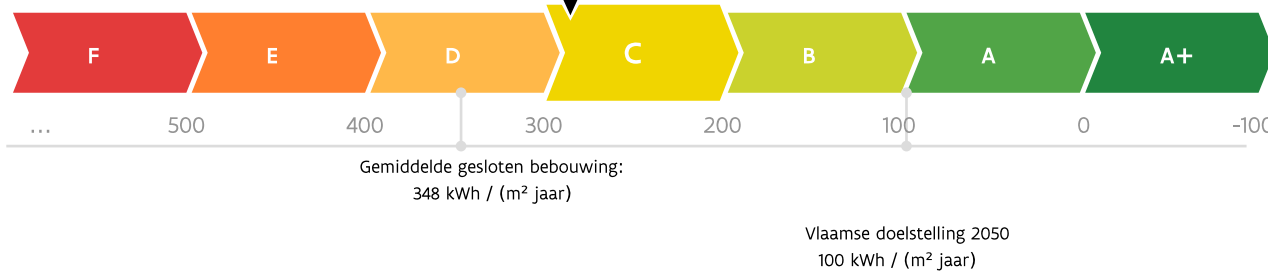 F E D C B A A+
... 500 400 300 200 100 0 -100
Gemiddelde gesloten bebouwing:
348 kWh / (m² jaar)
Vlaamse doelstelling 2050
100 kWh / (m² jaar)